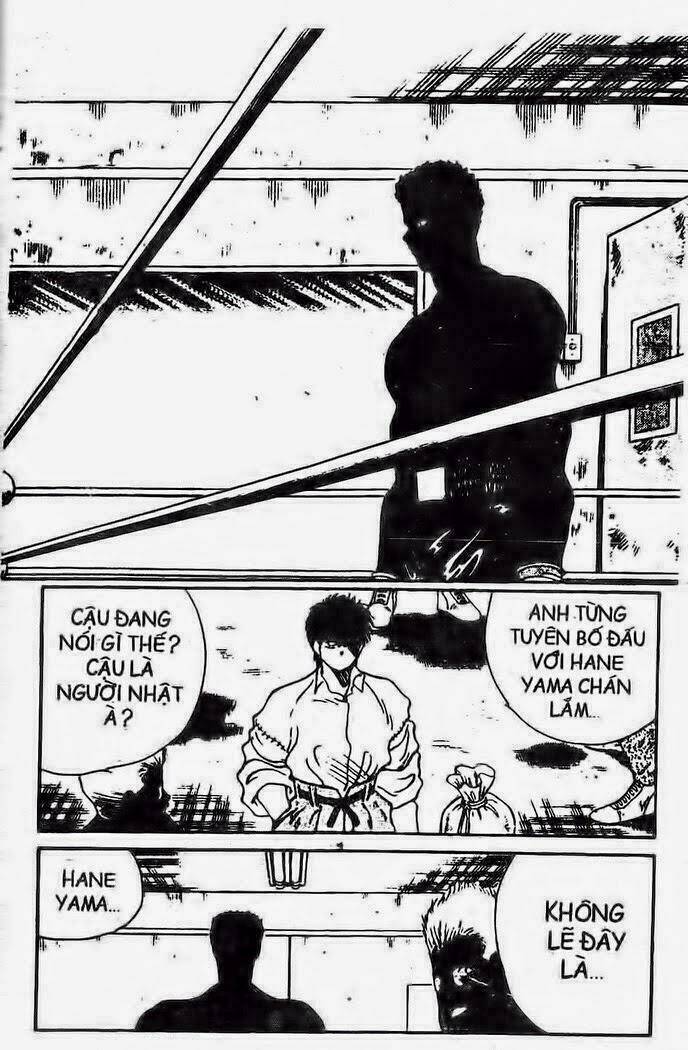 ANH TỪNG
TUYÊN BỐ ĐẤU
VỚI HANE
YAMA CHÁN
LẮM...
CẬU ĐANG
NÓI GÌ THẾ?
CẬU LÀ
NGƯỜI NHẬT
À?
KHÔNG
LẼ ĐÂY
LÀ...
HANE
YAMA...